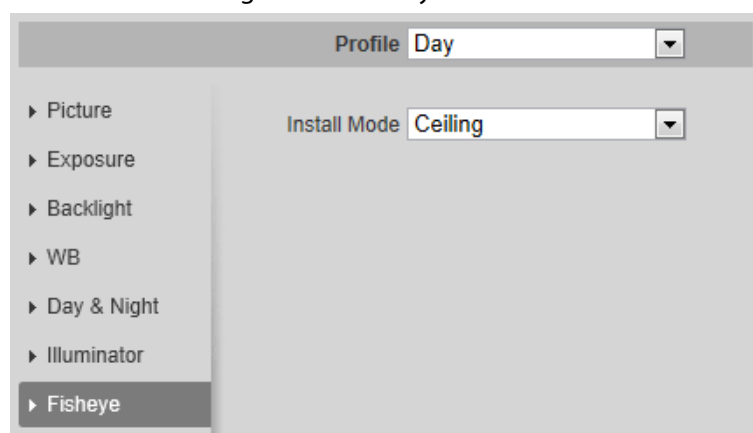 Profile Day
Picture
Install Mode Ceiling
Exposure
Backlight
WB
Day & Night
Illuminator
Fisheye